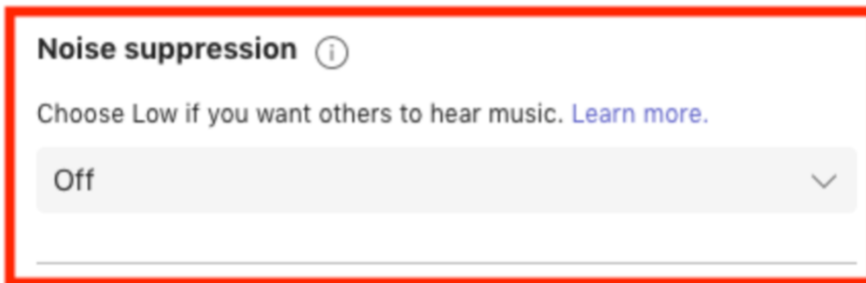 Noise suppression
Choose Low if you want others to hear music. Learn more.
Off